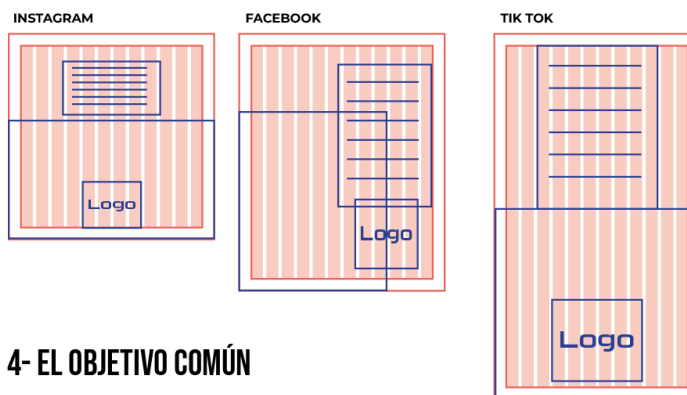 INSTAGRAM
FACEBOOK
TIK TOK
Logo
Logo
Logo
4- EL OBJETIVO COMÚN